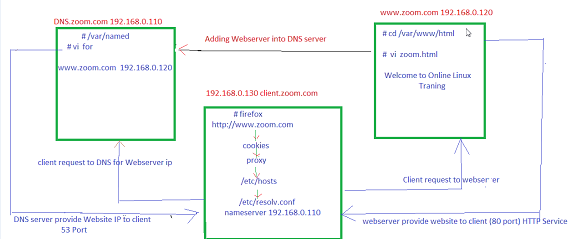 DNS.zoom.com 192.168.0.110
# /var/named
# vi for
www.zoom.com 192.168.0.120
Adding Webserver into DNS server
www.zoom.com 192.168.0.120
# cd /var/www/html
# vi zoom.html
Welcome to Online Linux
Traning
192.168.0.130 client.zoom.com
# firefox
http://www.zoom.com
cookies
proxy
/etc/hosts
/etc/resolv.conf
nameserver 192.168.0.110
client request to DNS for Webserver ip
Client request to webserver
DNS server provide Website IP to client
53 Port
webserver provide website to client (80 port) HTTP Service